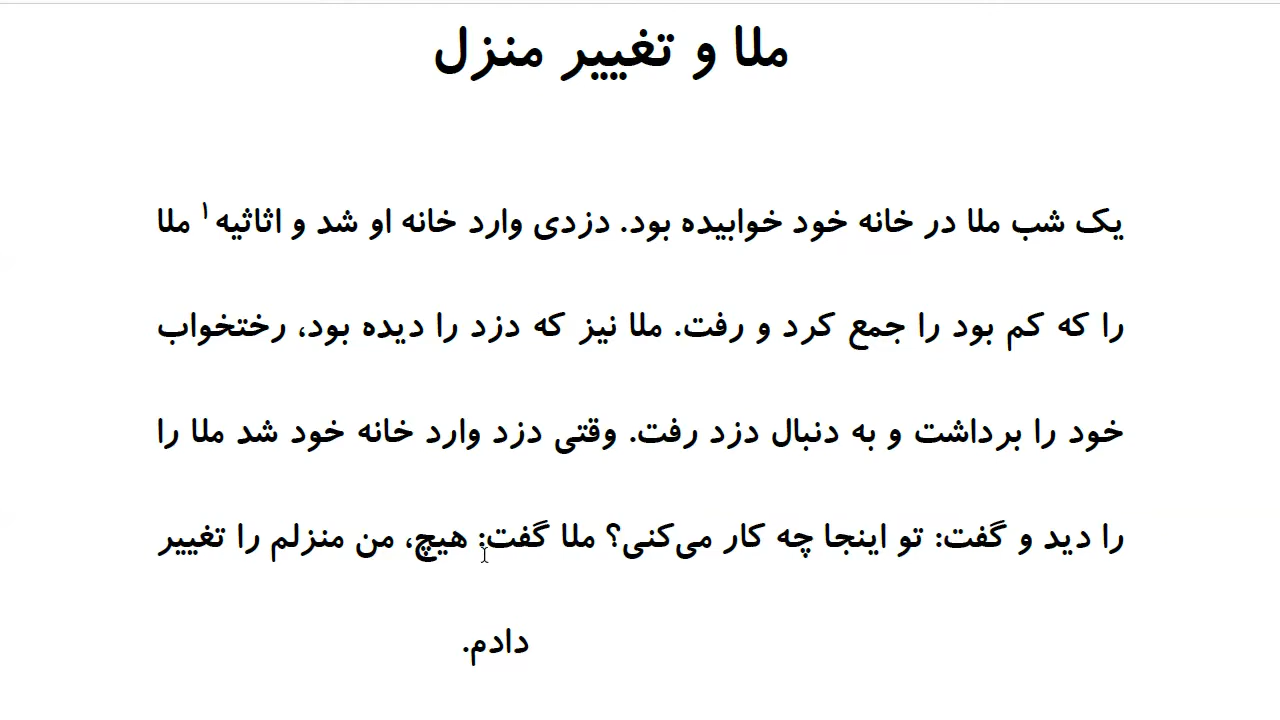 ملا و تغییر منزل
یک شب ملا در خانه خود خوابیده بود. دزدی وارد خانه او شد و اثاثیه۱ ملا
را که کم بود را جمع کرد و رفت. ملا نیز که دزد را دیده بود، رختخواب
خود را برداشت و به دنبال دزد رفت. وقتی دزد وارد خانه خود شد ملا را
را دید و گفت: تو اینجا چه کار می‌کنی؟ ملا گفت: هیچ، من منزلم را تغییر
دادم.